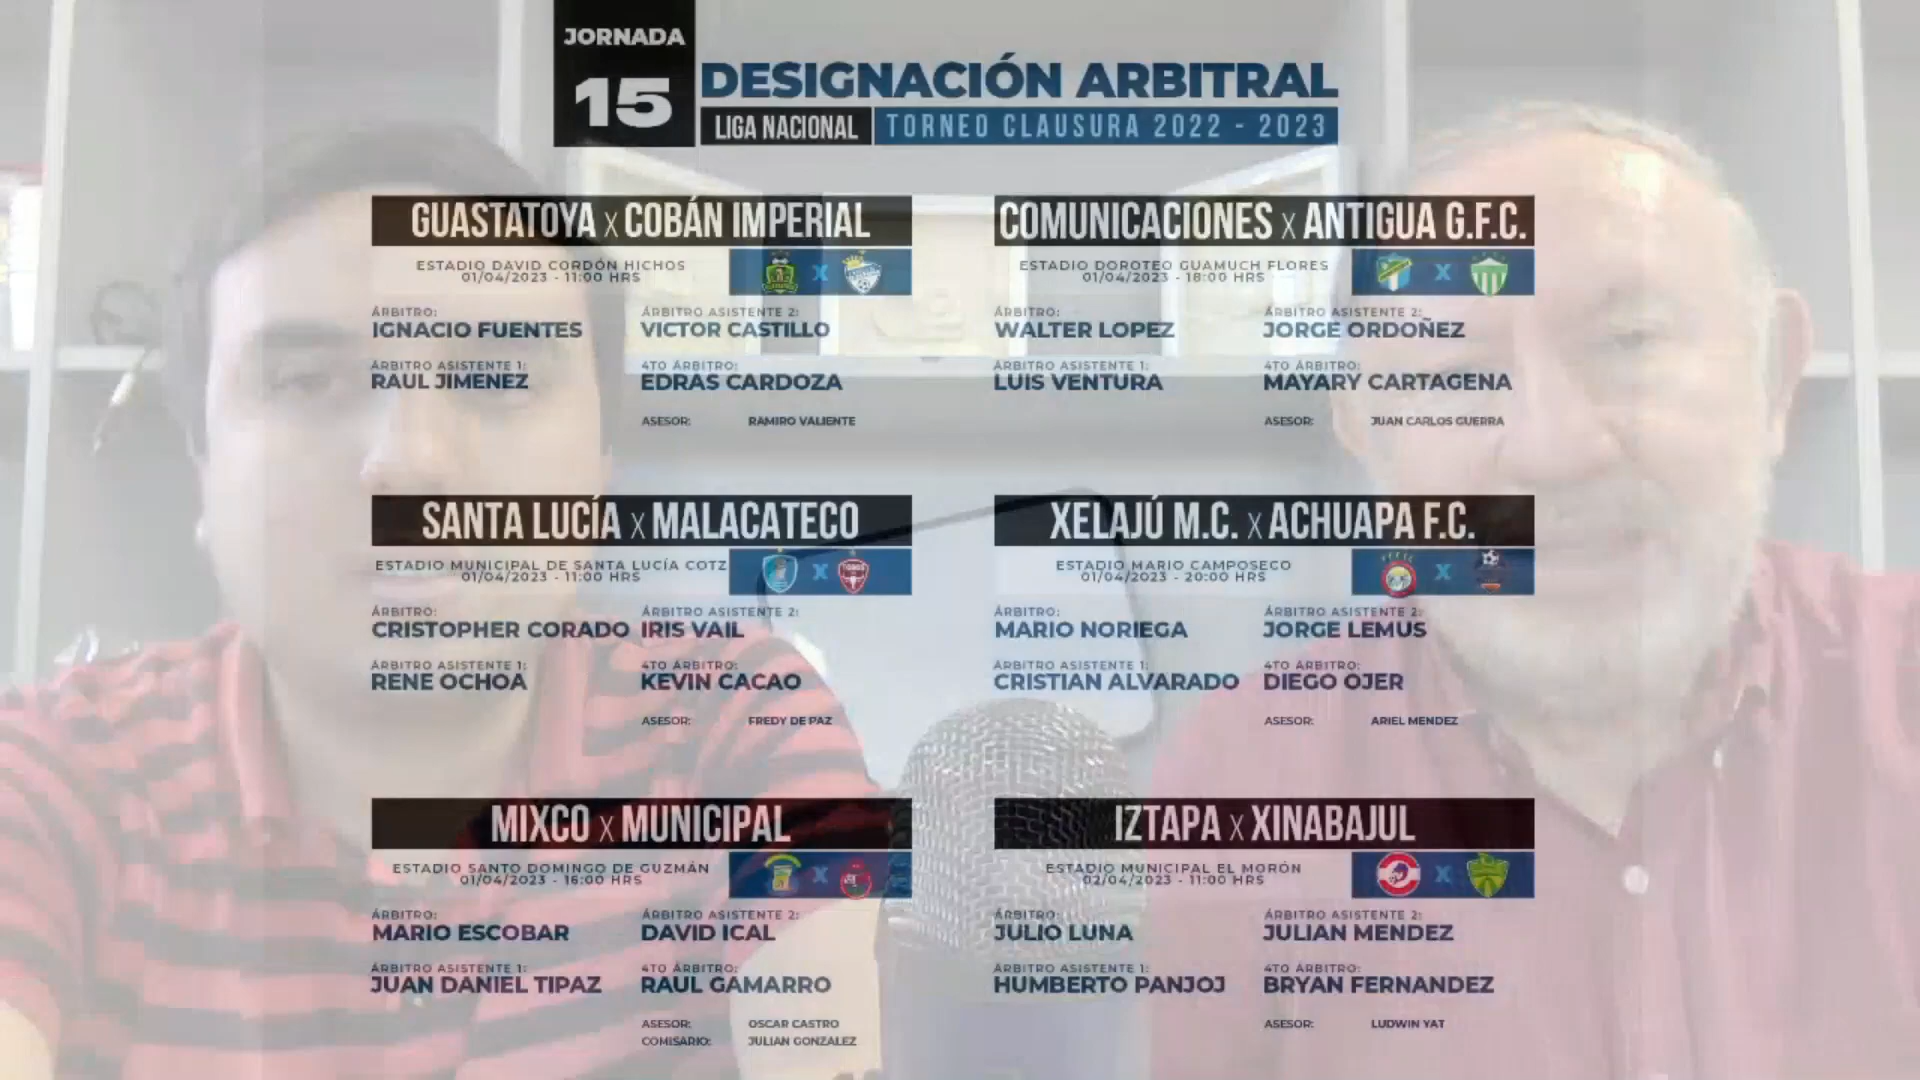 JORNADA
15
DESIGNACIÓN ARBITRAL
LIGA NACIONAL
TORNEO CLAUSURA 2022 - 2023
GUASTATOYA X COBÁN IMPERIAL
ESTADIO DAVID CORDÓN HICHOS
01/04/2023 - 11:00 HRS
X
ÁRBITRO:
IGNACIO FUENTES
ÁRBITRO ASISTENTE 2:
VICTOR CASTILLO
ÁRBITRO ASISTENTE 1:
RAUL JIMENEZ
4TO ÁRBITRO:
EDRAS CARDOZA
ASESOR: RAMIRO VALIENTE
COMUNICACIONES X ANTIGUA G.F.C.
ESTADIO DOROTEO GUAMUCH FLORES
01/04/2023 - 18:00 HRS
X
ÁRBITRO:
WALTER LOPEZ
ÁRBITRO ASISTENTE 2:
JORGE ORDOÑEZ
ÁRBITRO ASISTENTE 1:
LUIS VENTURA
4TO ÁRBITRO:
MAYARY CARTAGENA
ASESOR: JUAN CARLOS GUERRA
SANTA LUCÍA X MALACATECO
ESTADIO MUNICIPAL DE SANTA LUCÍA COTZ
01/04/2023 - 11:00 HRS
X
ÁRBITRO:
CRISTOPHER CORADO
ÁRBITRO ASISTENTE 2:
IRIS VAIL
ÁRBITRO ASISTENTE 1:
RENE OCHOA
4TO ÁRBITRO:
KEVIN CACAO
ASESOR: FREDY DE PAZ
XELAJÚ M.C. X ACHUAPA F.C.
ESTADIO MARIO CAMPOSECO
01/04/2023 - 20:00 HRS
X
ÁRBITRO:
MARIO NORIEGA
ÁRBITRO ASISTENTE 2:
JORGE LEMUS
ÁRBITRO ASISTENTE 1:
CRISTIAN ALVARADO
4TO ÁRBITRO:
DIEGO OJER
ASESOR: ARIEL MENDEZ
MIXCO X MUNICIPAL
ESTADIO SANTO DOMINGO DE GUZMÁN
01/04/2023 - 16:00 HRS
X
ÁRBITRO:
MARIO ESCOBAR
ÁRBITRO ASISTENTE 2:
DAVID ICAL
ÁRBITRO ASISTENTE 1:
JUAN DANIEL TIPAZ
4TO ÁRBITRO:
RAUL GAMARRO
ASESOR: OSCAR CASTRO
COMISARIO: JULIAN GONZALEZ
IZTAPA X XINABAJUL
ESTADIO MUNICIPAL EL MORÓN
02/04/2023 - 11:00 HRS
X
ÁRBITRO:
JULIO LUNA
ÁRBITRO ASISTENTE 2:
JULIAN MENDEZ
ÁRBITRO ASISTENTE 1:
HUMBERTO PANJOJ
4TO ÁRBITRO:
BRYAN FERNANDEZ
ASESOR: LUDWIN YAT